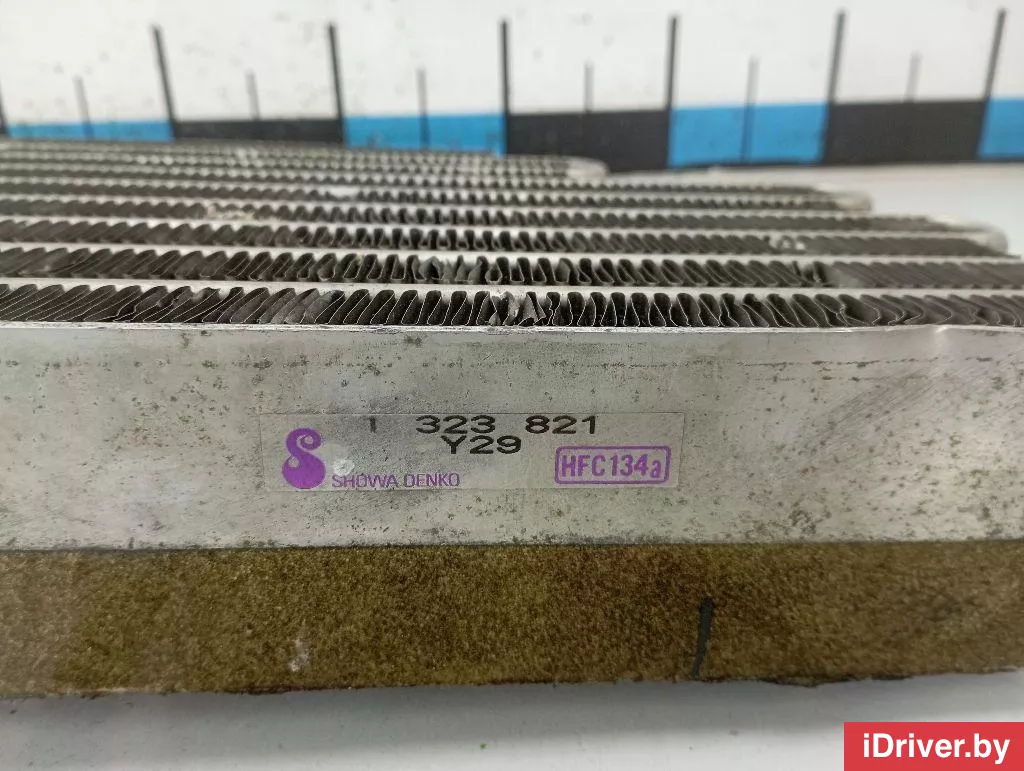 1 323 821
Y29
SHOWA DENKO
HFC134a
iDriver.by